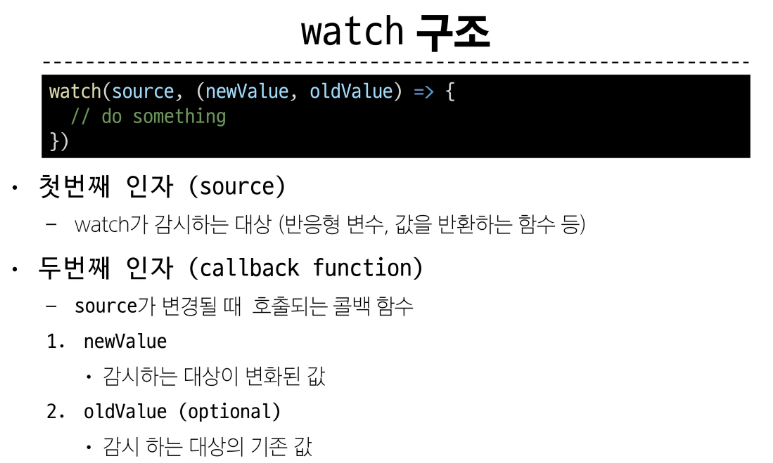 watch 구조
watch(source, (newValue, oldValue) => {
  // do something
})
• 첫번째 인자 (source)
– watch가 감시하는 대상 (반응형 변수, 값을 반환하는 함수 등)
• 두번째 인자 (callback function)
– source가 변경될 때 호출되는 콜백 함수
1. newValue
• 감시하는 대상이 변화된 값
2. oldValue (optional)
• 감시 하는 대상의 기존 값